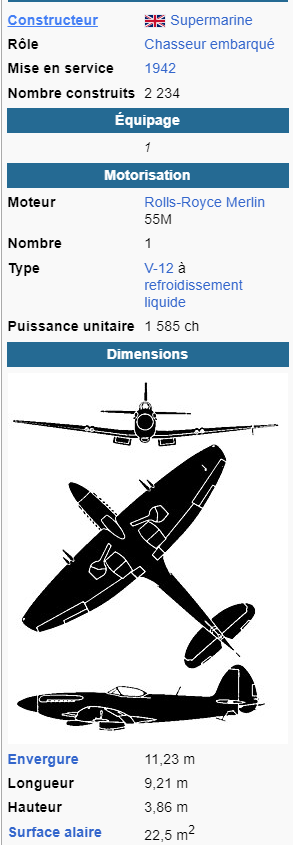 Constructeur Supermarine
Rôle Chasseur embarqué
Mise en service 1942
Nombre construits 2 234
Équipage
1
Motorisation
Moteur Rolls-Royce Merlin
55M
Nombre 1
Type V-12 à
refroidissement
liquide
Puissance unitaire 1 585 ch
Dimensions
Envergure 11,23 m
Longueur 9,21 m
Hauteur 3,86 m
Surface alaire 22,5 m²